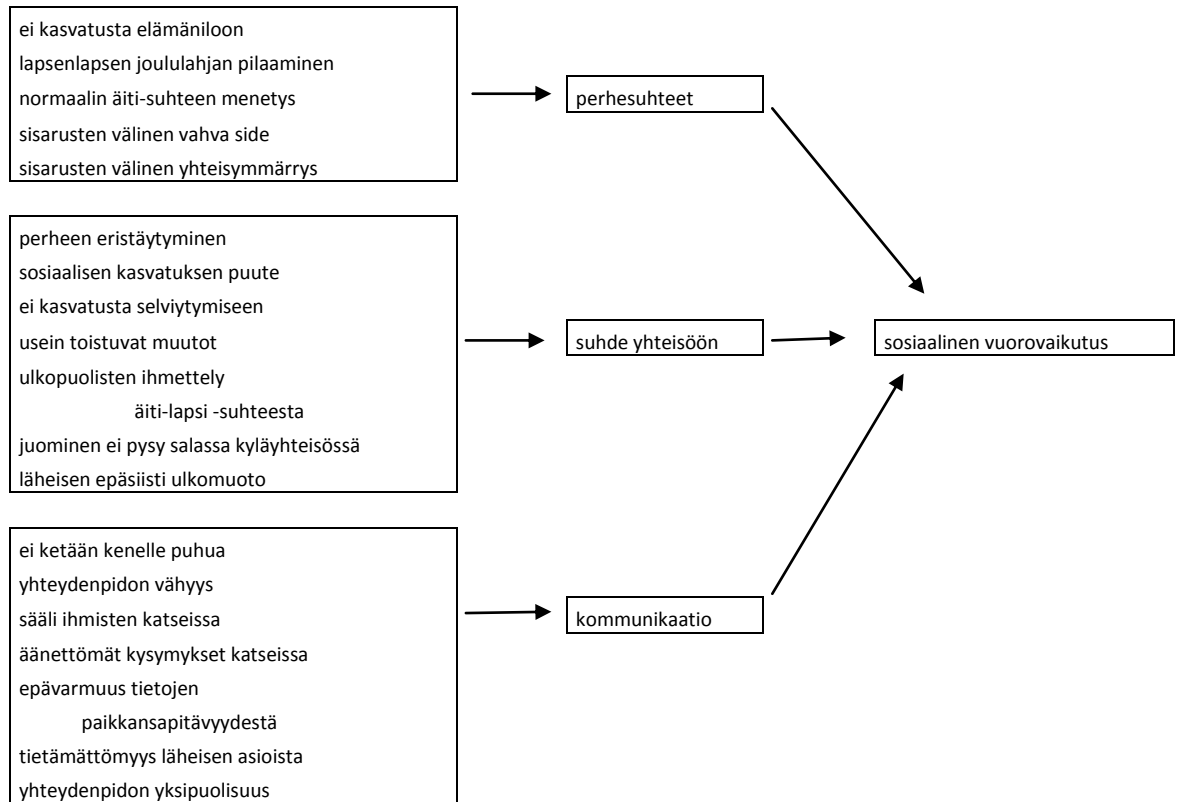 ei kasvatusta elämäniloon
lapsenlapsen joululahjan pilaaminen
normaalin äiti-suhteen menetys
sisarusten välinen vahva side
sisarusten välinen yhteisymmärrys
perhesuhteet
perheen eristäytyminen
sosiaalisen kasvatuksen puute
ei kasvatusta selviytymiseen
usein toistuvat muutot
ulkopuolisten ihmettely
äiti-lapsi -suhteesta
juominen ei pysy salassa kyläyhteisössä
läheisen epäsiisti ulkomuoto
suhde yhteisöön
sosiaalinen vuorovaikutus
ei ketään kenelle puhua
yhteydenpidon vähyys
sääli ihmisten katseissa
äänettömät kysymykset katseissa
epävarmuus tietojen
paikkansapitävyydestä
tietämättömyys läheisen asioista
yhteydenpidon yksipuolisuus
kommunikaatio